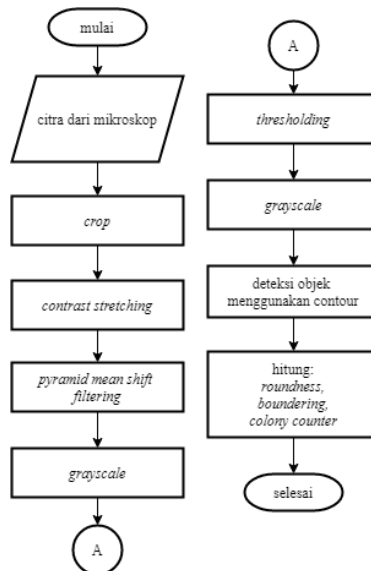 mulai
citra dari mikroskop
crop
contrast stretching
pyramid mean shift
filtering
grayscale
A
A
thresholding
grayscale
deteksi objek
menggunakan contour
hitung:
roundness,
boundering,
colony counter
selesai